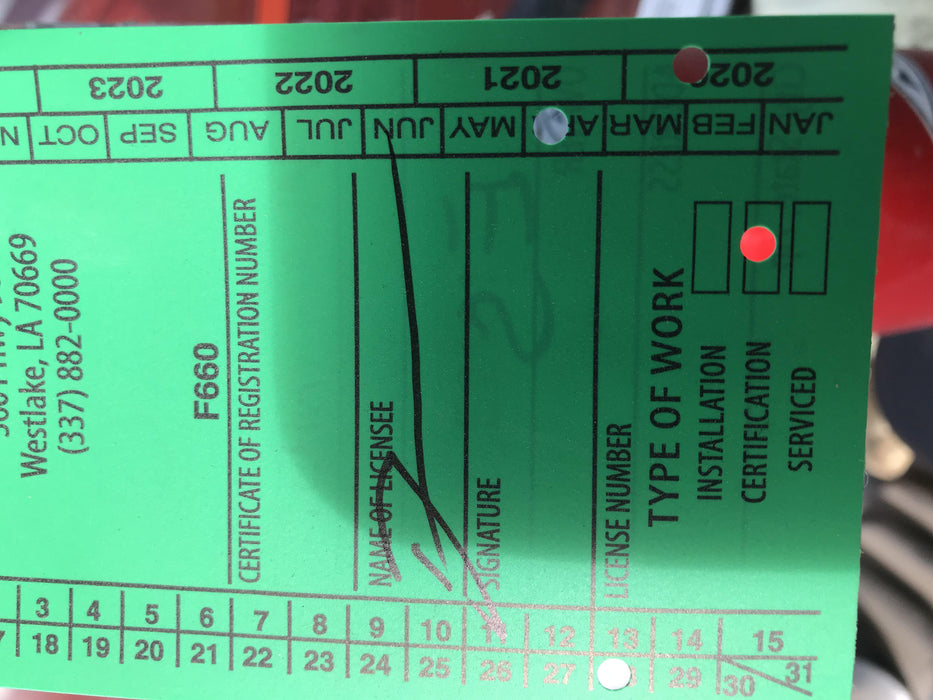 Westlake, LA 70669
(337) 882-0000
F660
CERTIFICATE OF REGISTRATION NUMBER
NAME OF LICENSEE
SIGNATURE
LICENSE NUMBER
TYPE OF WORK
INSTALLATION
CERTIFICATION
SERVICED
JAN FEB MAR MAY JUN JUL AUG SEP OCT
2021 2022 2023
3 4 5 6 7 8 9 10 11 12 13 14 15
18 19 20 21 22 23 24 25 26 27 29 30/31